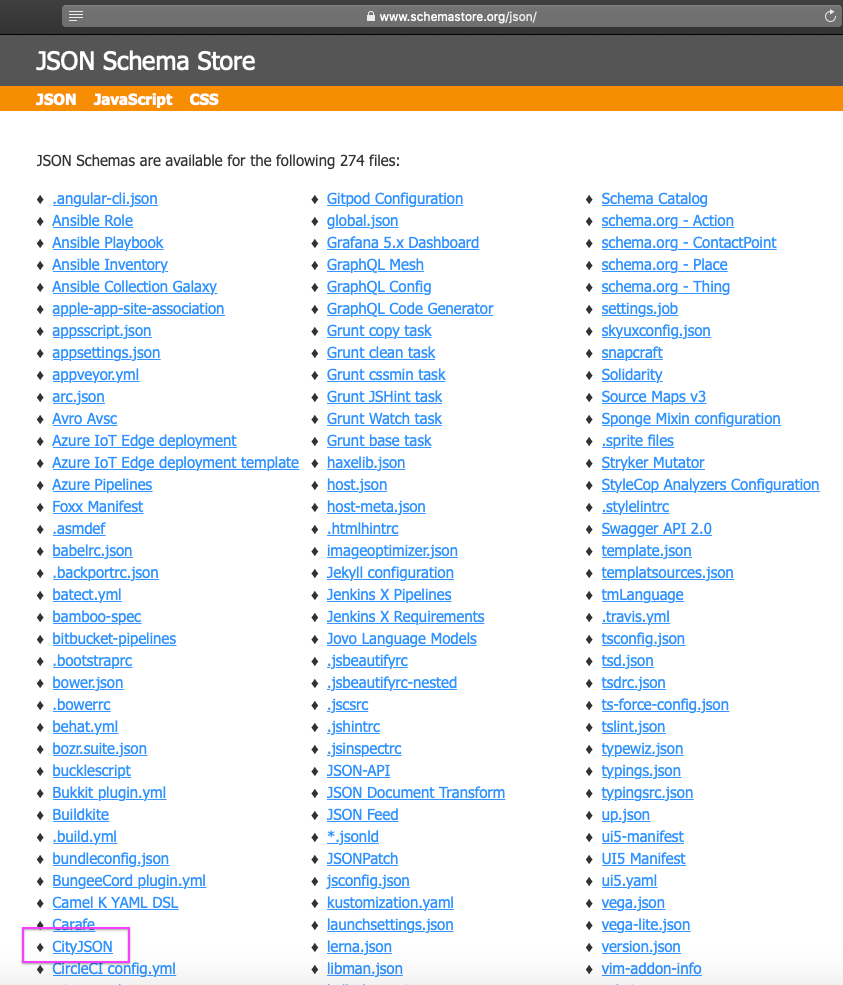 www.schemastore.org/json/
JSON Schema Store
JSON JavaScript CSS
JSON Schemas are available for the following 274 files:
.angular-cli.json
Ansible Role
Ansible Playbook
Ansible Inventory
Ansible Collection Galaxy
apple-app-site-association
appsscript.json
appsettings.json
appveyor.yml
arc.json
Avro Avsc
Azure IoT Edge deployment
Azure IoT Edge deployment template
Azure Pipelines
Foxx Manifest
.asmdef
babelrc.json
.backportrc.json
batect.yml
bamboo-spec
bitbucket-pipelines
.bootstraprc
bower.json
.bowerrc
behat.yml
bozr.suite.json
bucklescript
Bukkit plugin.yml
Buildkite
.build.yml
bundleconfig.json
BungeeCord plugin.yml
Camel K YAML DSL
Carafe
CityJSON
CircleCI config.yml
Gitpod Configuration
global.json
Grafana 5.x Dashboard
GraphQL Mesh
GraphQL Config
GraphQL Code Generator
Grunt copy task
Grunt clean task
Grunt cssmin task
Grunt JSHint task
Grunt Watch task
Grunt base task
haxelib.json
host.json
host-meta.json
.htmlhintrc
imageoptimizer.json
Jekyll configuration
Jenkins X Pipelines
Jenkins X Requirements
Jovo Language Models
.jsbeautifyrc
.jsbeautifyrc-nested
.jscsrc
.jshintrc
.jsinspectrc
JSON-API
JSON Document Transform
JSON Feed
*.jsonld
JSONPatch
jsconfig.json
kustomization.yaml
launchsettings.json
lerna.json
libman.json
Schema Catalog
schema.org - Action
schema.org - ContactPoint
schema.org - Place
schema.org - Thing
settings.job
skyuxconfig.json
snapcraft
Solidarity
Source Maps v3
Sponge Mixin configuration
.sprite files
Stryker Mutator
StyleCop Analyzers Configuration
.stylelintrc
Swagger API 2.0
template.json
templatsources.json
tmLanguage
.travis.yml
tsconfig.json
tsd.json
tsdrc.json
ts-force-config.json
tslint.json
typewiz.json
typings.json
typingsrc.json
up.json
ui5-manifest
UI5 Manifest
ui5.yaml
vega.json
vega-lite.json
version.json
vim-addon-info